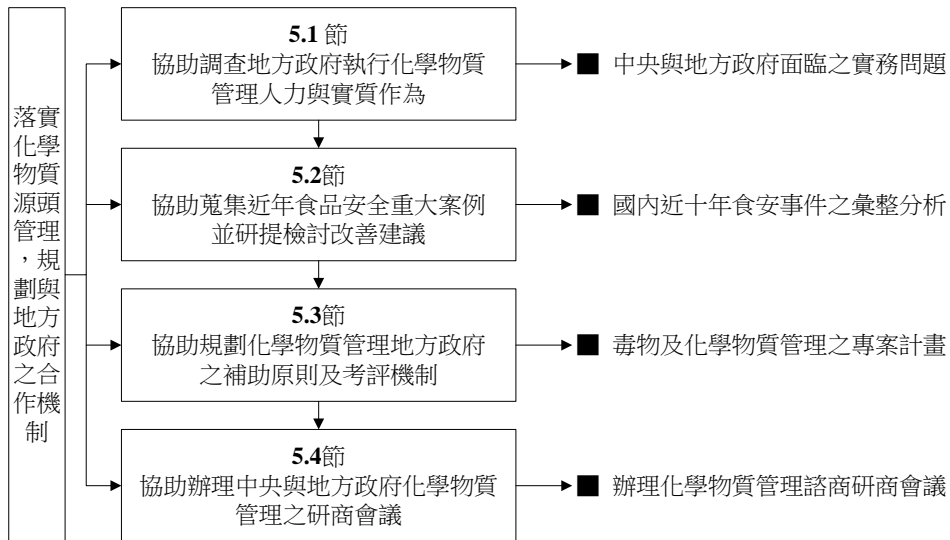 落實
化學
物質
源頭
管理
，規
劃與
地方
政府
之合
作機
制
5.1 節
協助調查地方政府執行化學物質
管理人力與實質作為
■ 中央與地方政府面臨之實務問題
5.2節
協助蒐集近年食品安全重大案例
並研提檢討改善建議
■ 國內近十年食安事件之彙整分析
5.3節
協助規劃化學物質管理地方政府
之補助原則及考評機制
■ 毒物及化學物質管理之專案計畫
5.4節
協助辦理中央與地方政府化學物質
管理之研商會議
■ 辦理化學物質管理諮商研商會議